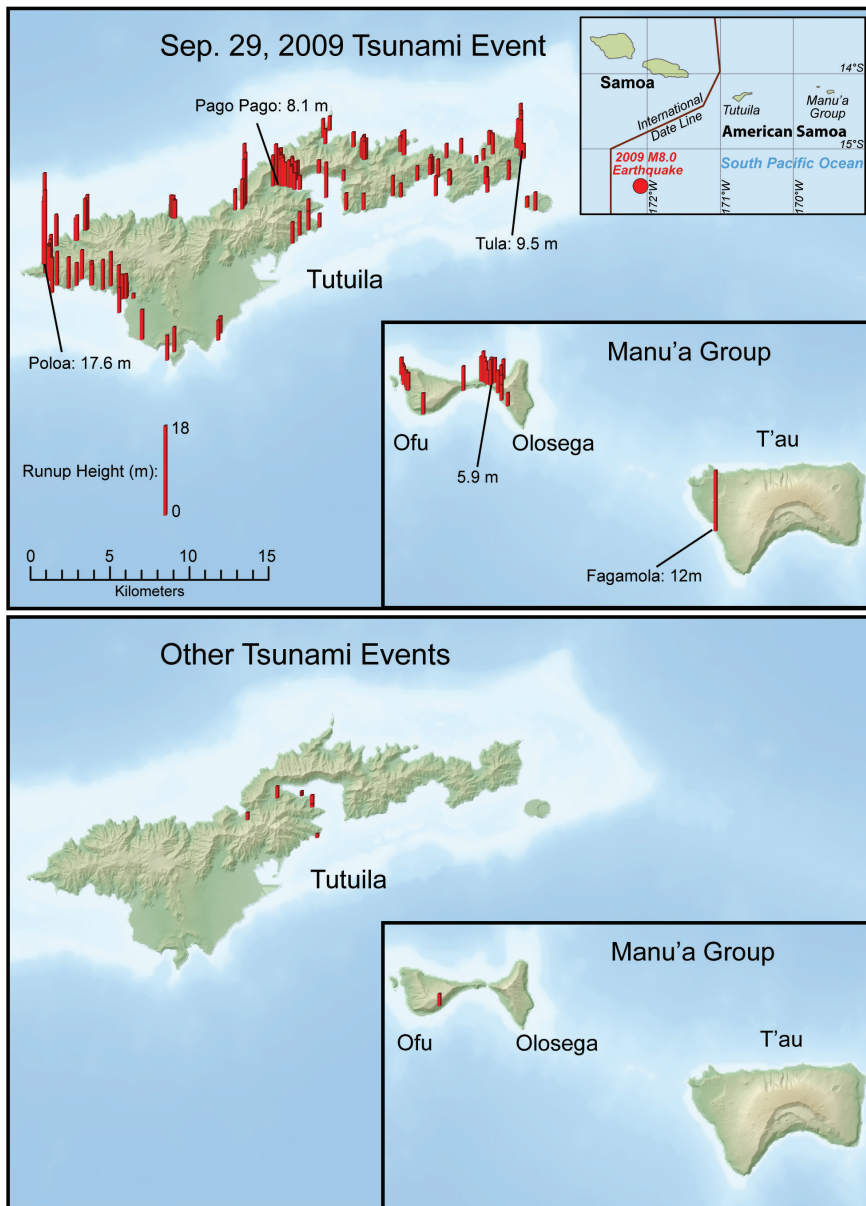 Sep. 29, 2009 Tsunami Event
Pago Pago: 8.1 m
Tula: 9.5 m
Tutuila
Poloa: 17.6 m
18
Runup Height (m):
0
0
5
10
15
Kilometers
Samoa
14°S
International
Date Line
Tutuila
Manu'a
Group
American Samoa
15°S
2009 M8.0
Earthquake
South Pacific Ocean
172°W
171°W
170°W
Manu'a Group
Ofu
Olosega
T'au
5.9 m
Fagamola: 12m
Other Tsunami Events
Tutuila
Manu'a Group
Ofu
Olosega
T'au